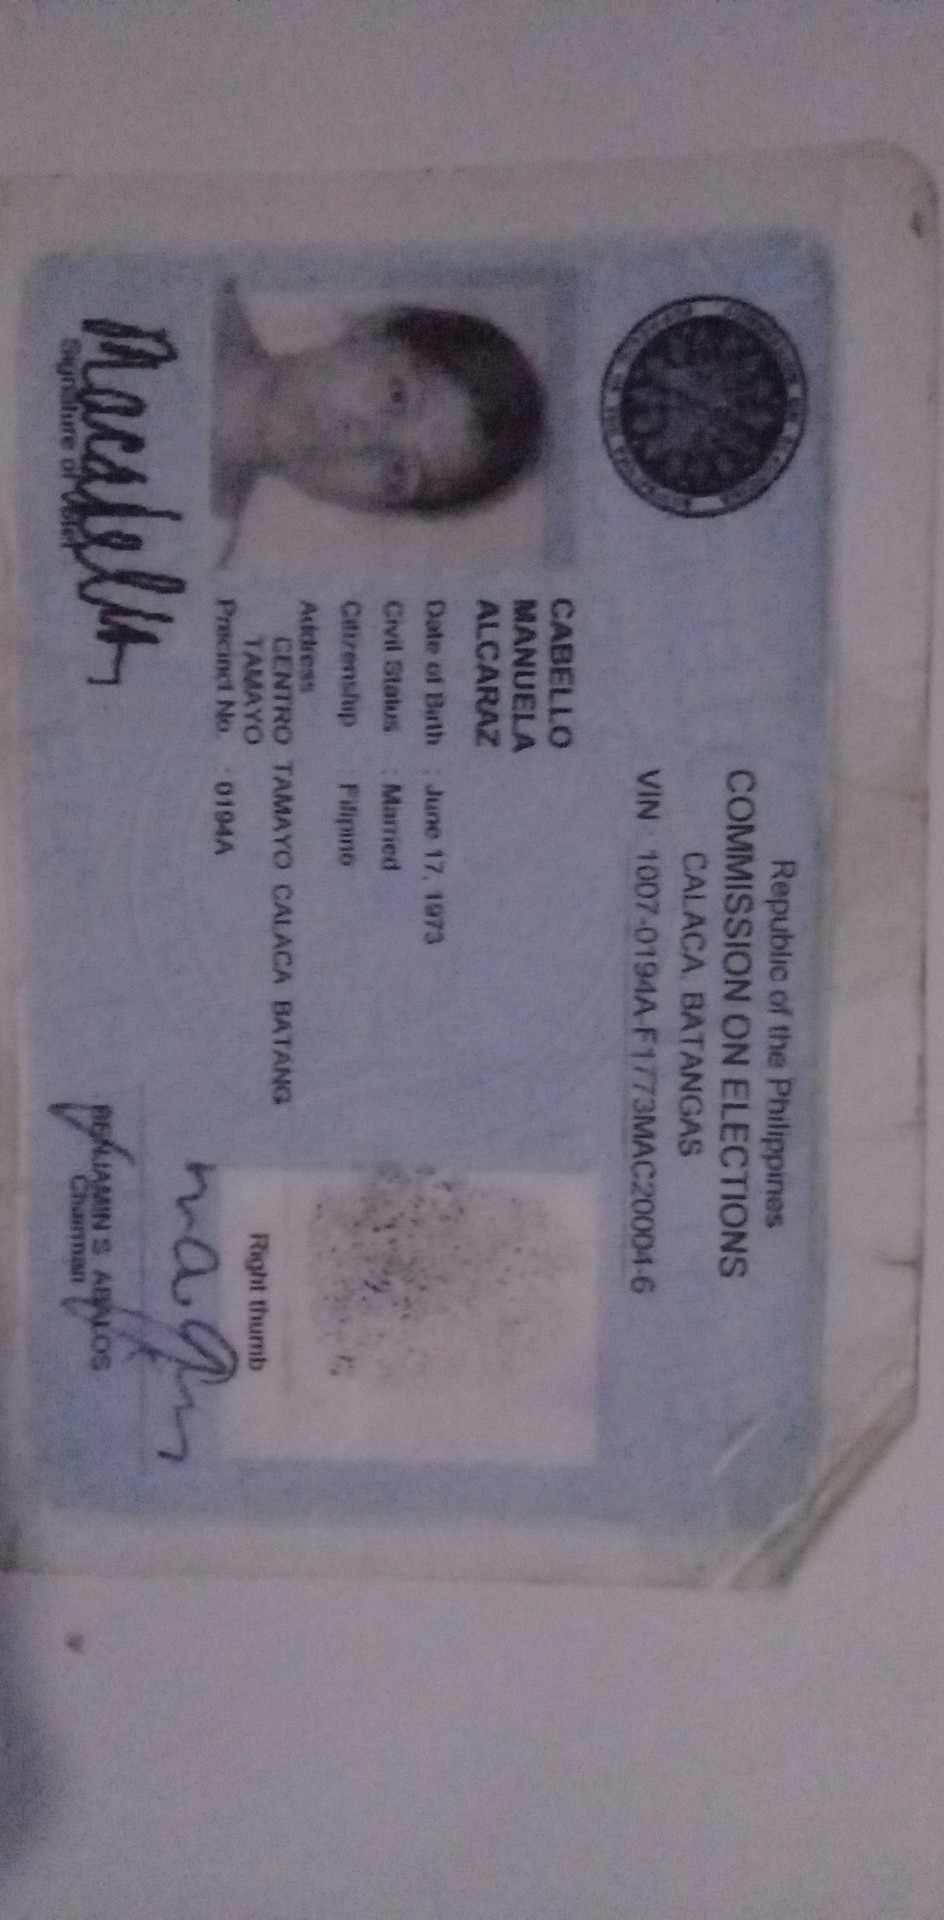 Republic of the Philippines
COMMISSION ON ELECTIONS
CALACA BATANGAS
VIN : 1007-0194A-F1773MAC20004-6
CABELLO
MANUELA
ALCARAZ
Date of Birth : June 17, 1973
Civil Status : Married
Citizenship Filipino
Address
CENTRO TAMAYO CALACA BATANG
TAMAYO
Precinct No. : 0194A
Right thumb
Signature of Voter
BENJAMIN S. ABALOS
Chairman